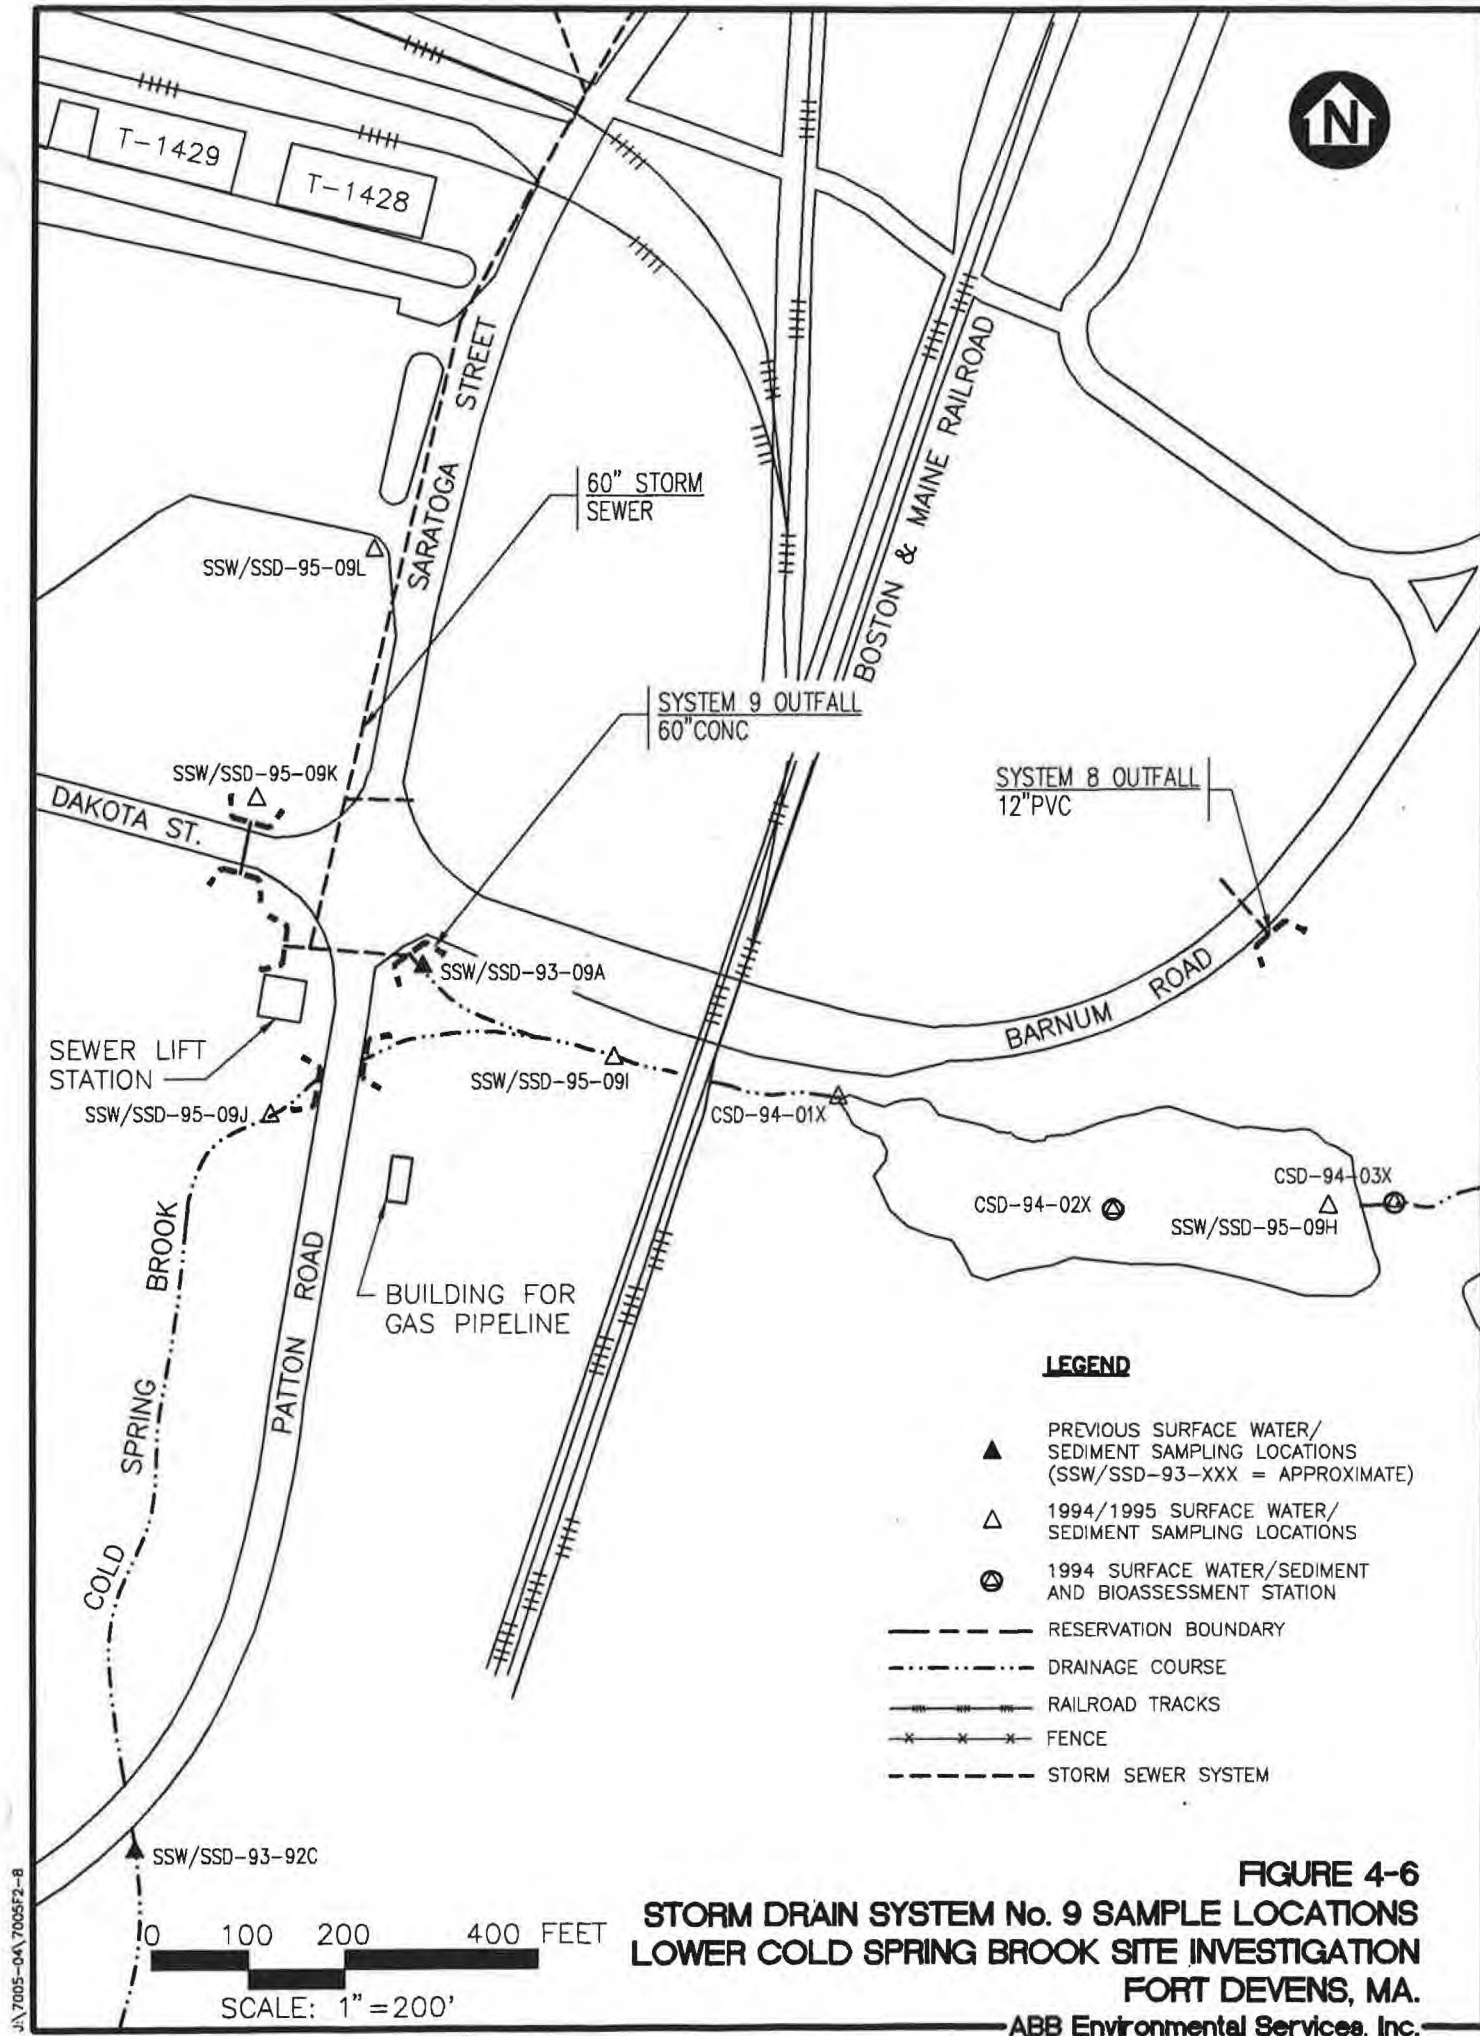 N
T-1429
T-1428
SARATOGA STREET
60" STORM
SEWER
BOSTON & MAINE RAILROAD
SSW/SSD-95-09L
SYSTEM 9 OUTFALL
60"CONC
SSW/SSD-95-09K
DAKOTA ST.
SYSTEM 8 OUTFALL
12"PVC
SSW/SSD-93-09A
BARNUM ROAD
SEWER LIFT
STATION
SSW/SSD-95-09I
SSW/SSD-95-09J
CSD-94-01X
CSD-94-03X
CSD-94-02X
SSW/SSD-95-09H
COLD SPRING BROOK
PATTON ROAD
BUILDING FOR
GAS PIPELINE
LEGEND
PREVIOUS SURFACE WATER/
SEDIMENT SAMPLING LOCATIONS
(SSW/SSD-93-XXX = APPROXIMATE)
1994/1995 SURFACE WATER/
SEDIMENT SAMPLING LOCATIONS
1994 SURFACE WATER/SEDIMENT
AND BIOASSESSMENT STATION
RESERVATION BOUNDARY
DRAINAGE COURSE
RAILROAD TRACKS
FENCE
STORM SEWER SYSTEM
SSW/SSD-93-92C
0 100 200 400 FEET
SCALE: 1"=200'
FIGURE 4-6
STORM DRAIN SYSTEM No. 9 SAMPLE LOCATIONS
LOWER COLD SPRING BROOK SITE INVESTIGATION
FORT DEVENS, MA.
ABB Environmental Services, Inc.
J:\7005-04\7005F2-8